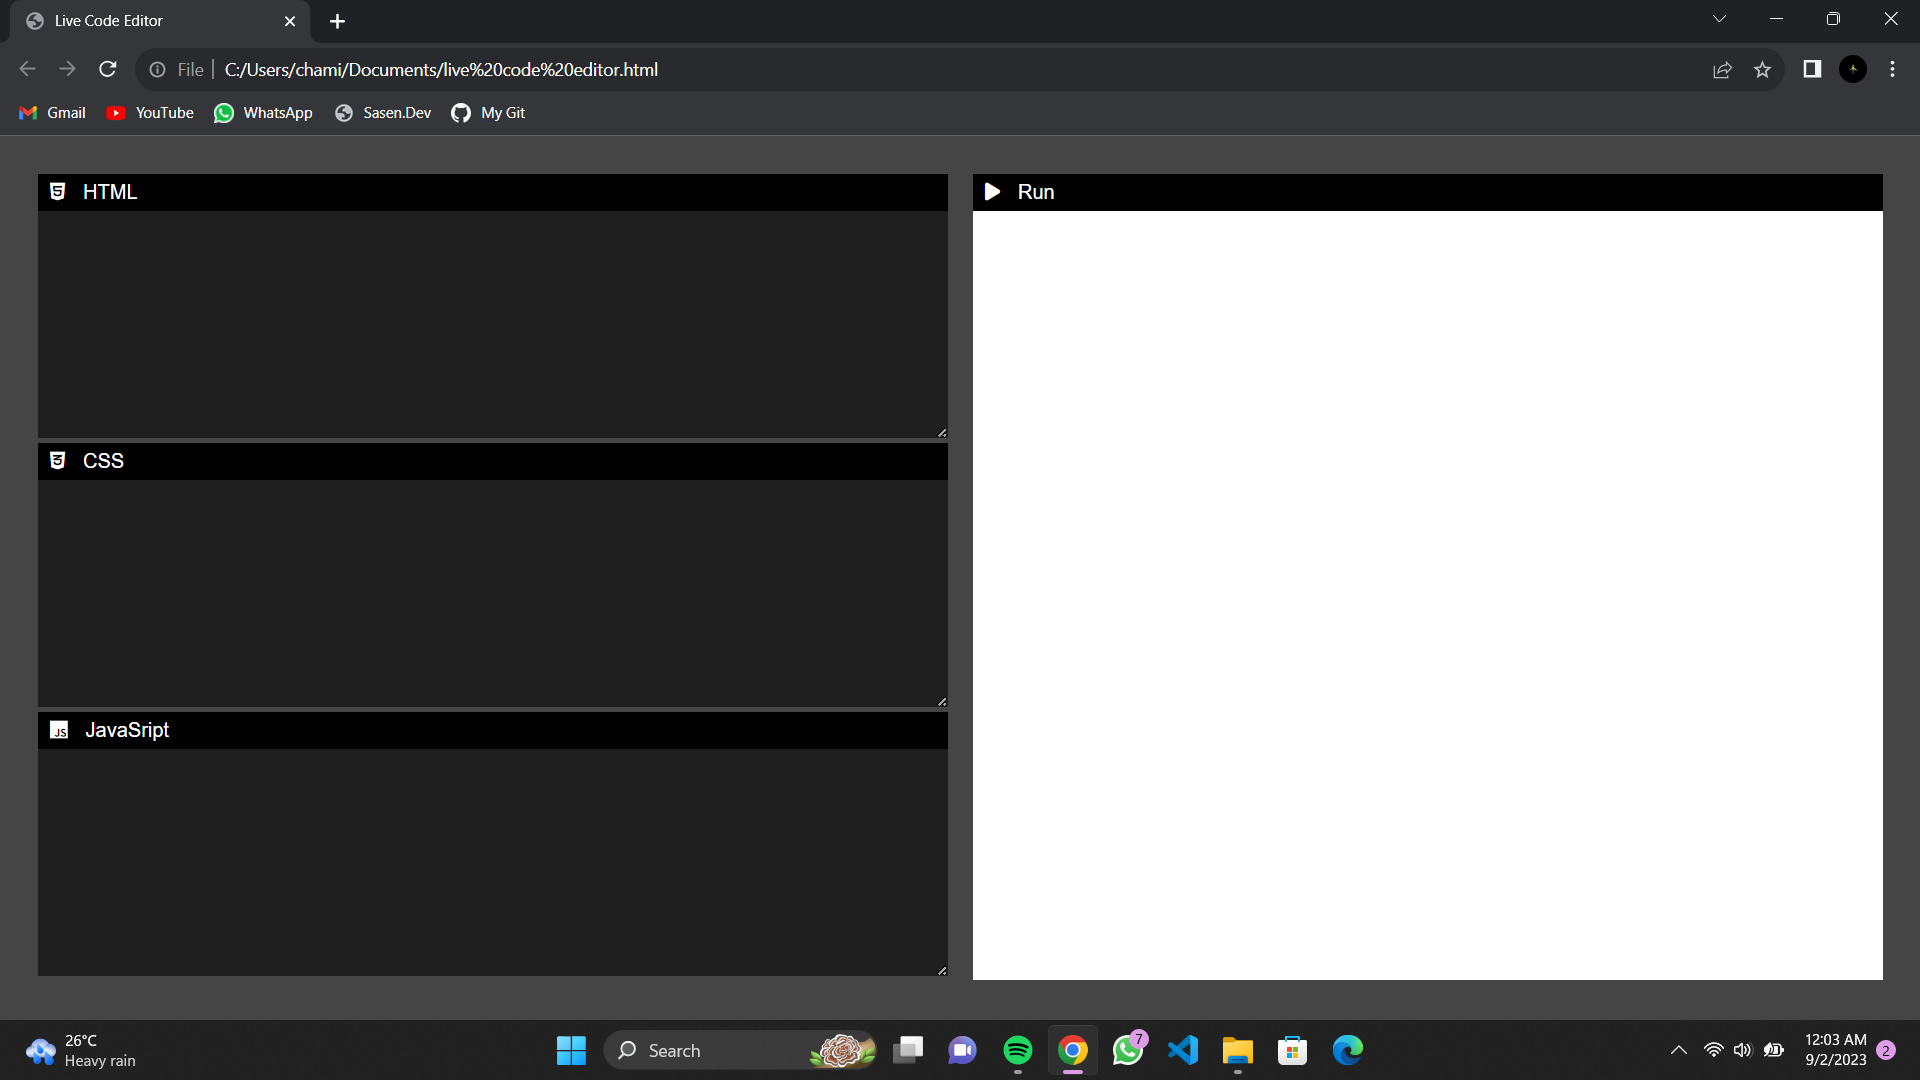 Live Code Editor
File
C:/Users/chami/Documents/live%20code%20editor.html
Gmail
YouTube
WhatsApp
Sasen.Dev
My Git
HTML
Run
CSS
JS
JavaSript
26°C
Heavy rain
Search
7
12:03 AM
9/2/2023
2